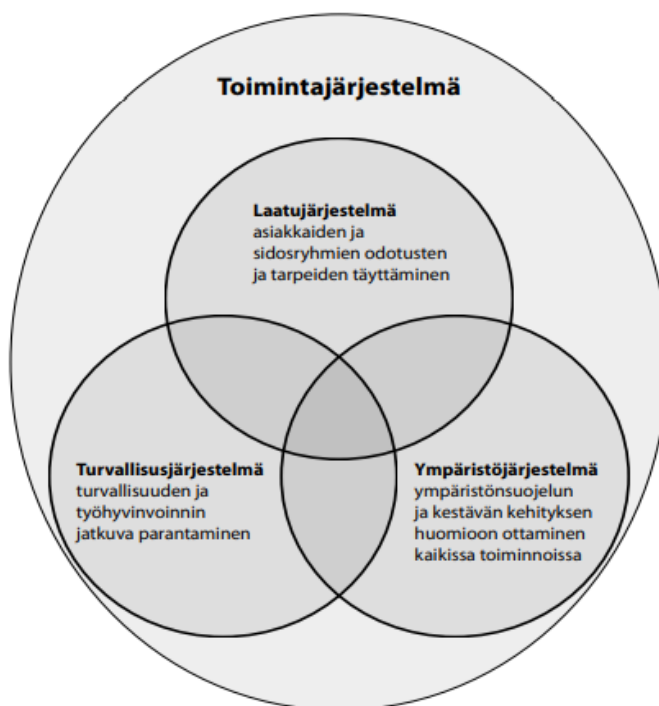 Toimintajärjestelmä
Laatujärjestelmä
asiakkaiden ja
sidosryhmien odotusten
ja tarpeiden täyttäminen
Turvallisusjärjestelmä
turvallisuuden ja
työhyvinvoinnin
jatkuva parantaminen
Ympäristöjärjestelmä
ympäristönsuojelun
ja kestävän kehityksen
huomioon ottaminen
kaikissa toiminnoissa